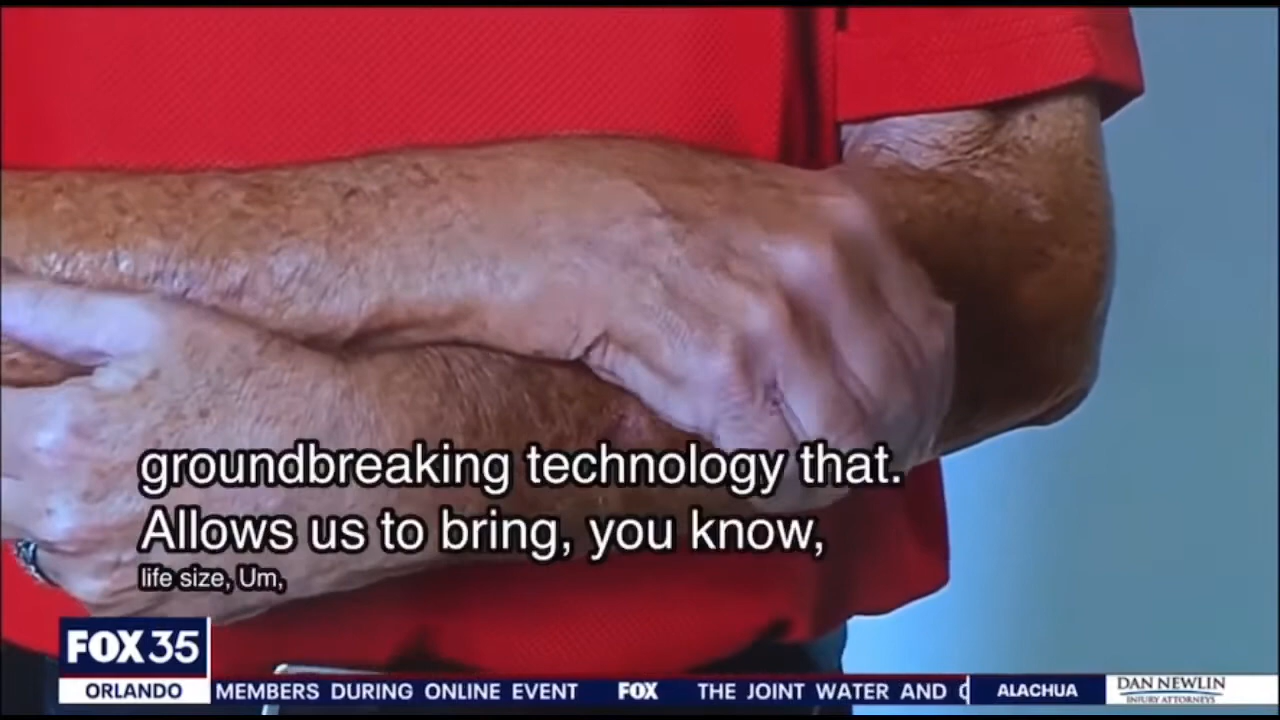 groundbreaking technology that.
Allows us to bring, you know,
life size, Um,
FOX 35
ORLANDO
MEMBERS DURING ONLINE EVENT FOX THE JOINT WATER AND
ALACHUA
DAN NEWLIN
INJURY ATTORNEYS